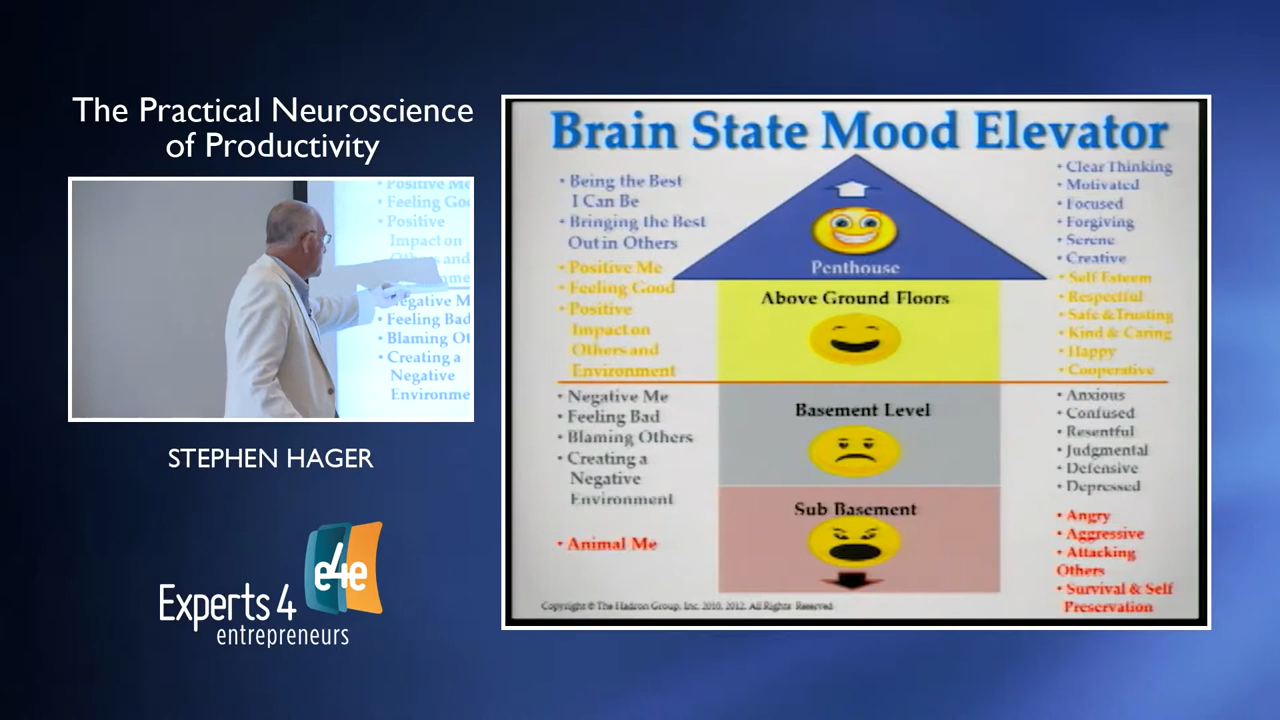 The Practical Neuroscience
of Productivity
• Positive Me
• Feeling Goo
• Positive
Impact on
Others and
nme
Negative M
• Feeling Bad
• Blaming Ot
• Creating a
Negative
Environme
STEPHEN HAGER
e4e
Experts 4
entrepreneurs
Brain State Mood Elevator
• Being the Best
I Can Be
• Bringing the Best
Out in Others
• Positive Me
• Feeling Good
• Positive
Impact on
Others and
Environment
• Negative Me
• Feeling Bad
• Blaming Others
• Creating a
Negative
Environment
• Animal Me
Penthouse
Above Ground Floors
Basement Level
Sub Basement
• Clear Thinking
• Motivated
• Focused
• Forgiving
• Serene
• Creative
• Self Esteem
• Respectful
• Safe & Trusting
• Kind & Caring
• Happy
• Cooperative
• Anxious
• Confused
• Resentful
• Judgmental
• Defensive
• Depressed
• Angry
• Aggressive
• Attacking
Others
• Survival & Self
Preservation
Copyright © The Hadron Group, Inc. 2010, 2012. All Rights Reserved